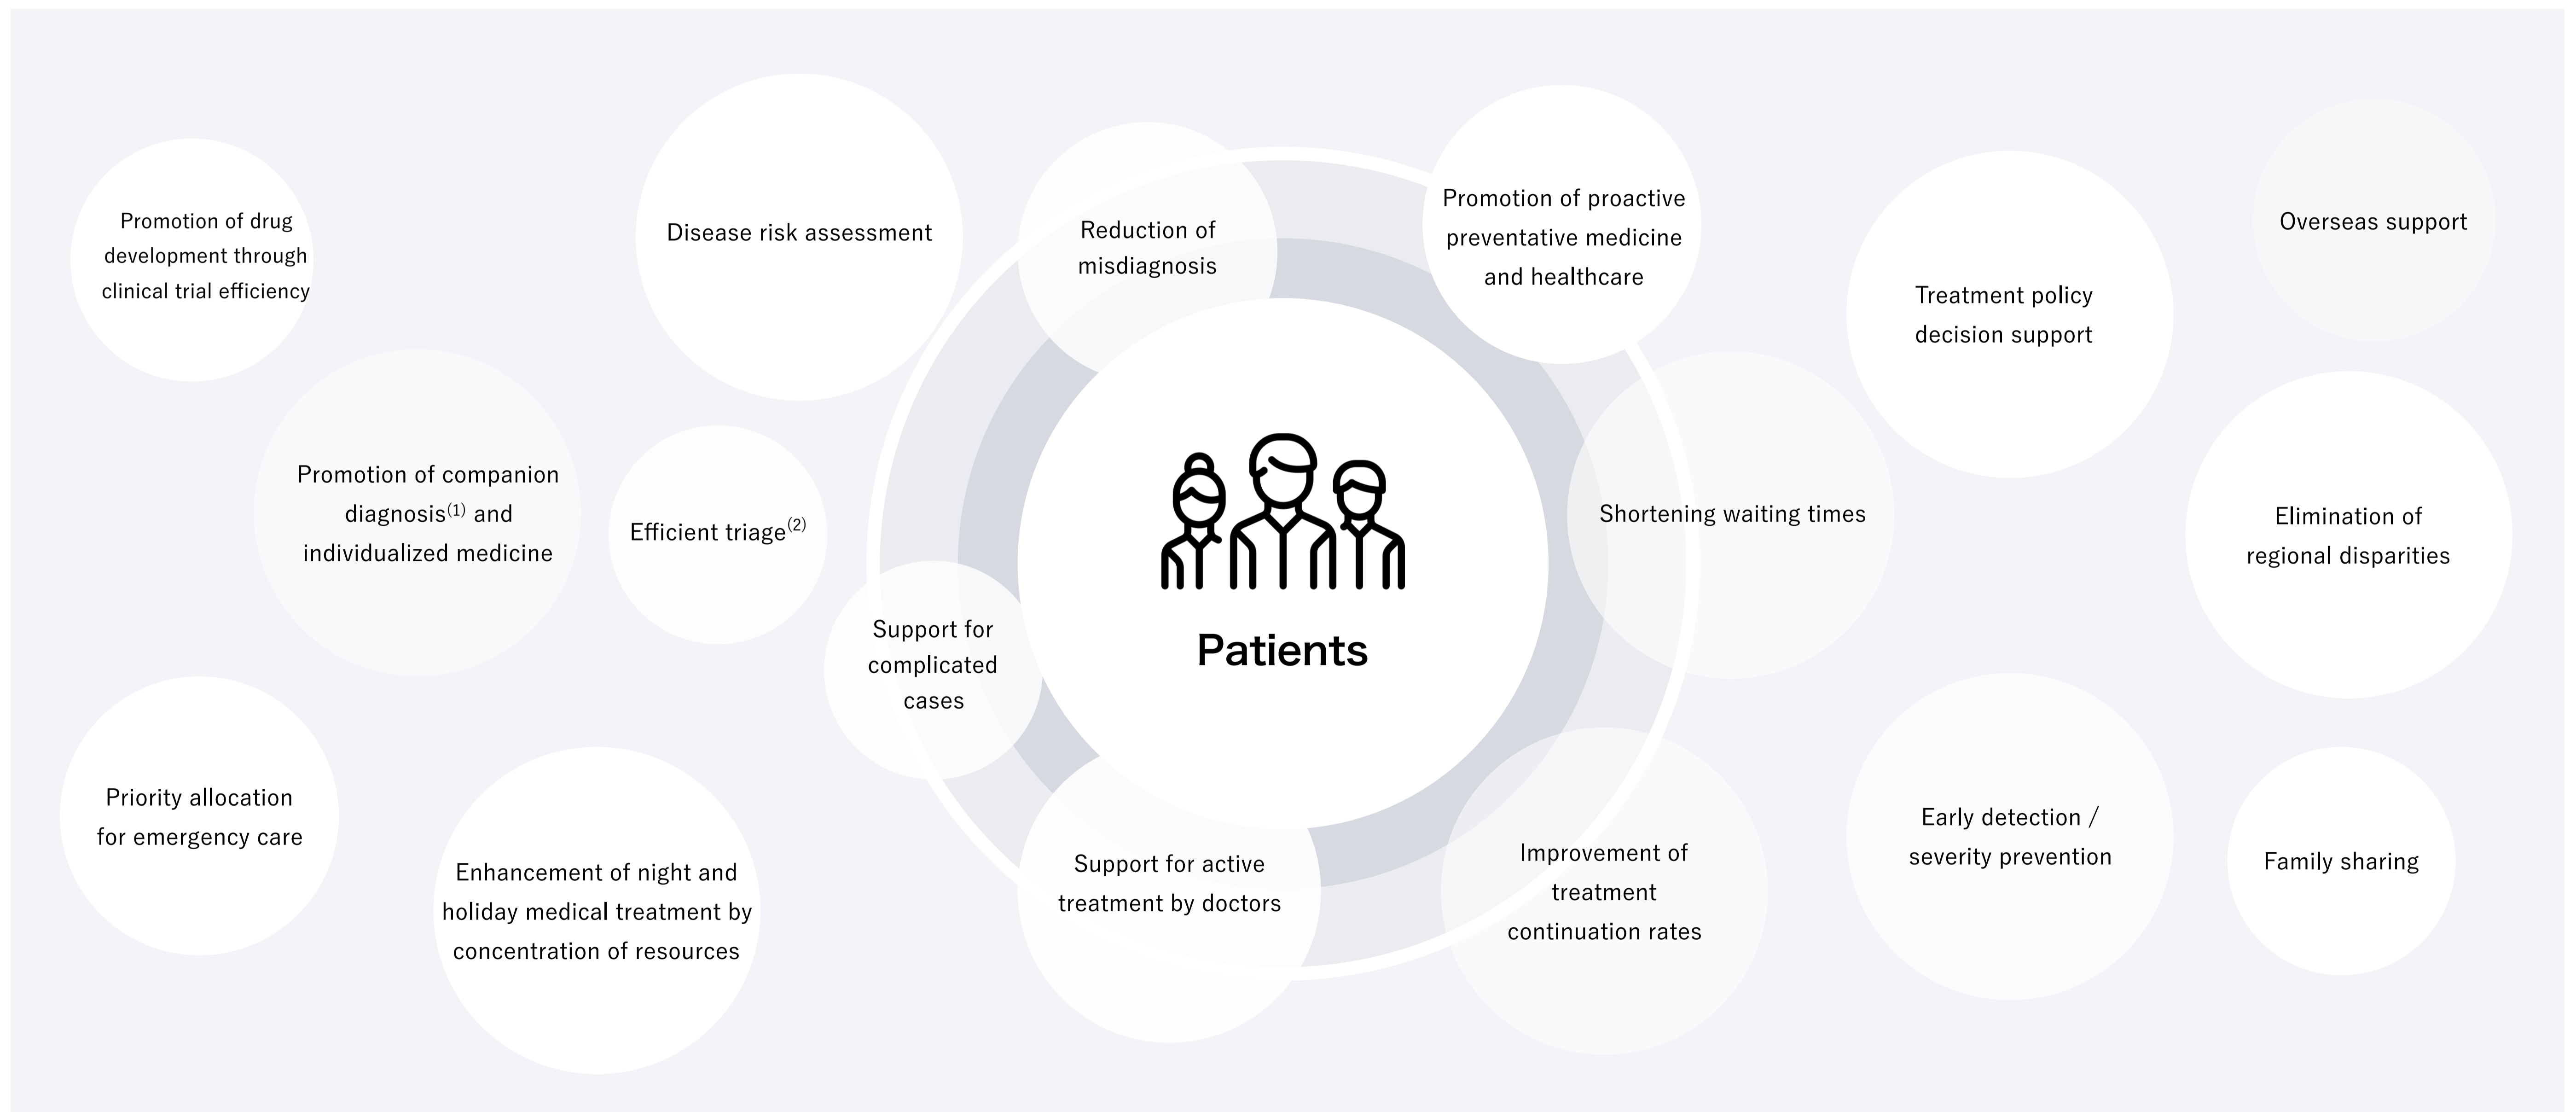 Promotion of drug
development through
clinical trial efficiency
Disease risk assessment
Reduction of
misdiagnosis
Promotion of proactive
preventative medicine
and healthcare
Treatment policy
decision support
Overseas support
Promotion of companion
diagnosis(1) and
individualized medicine
Efficient triage(2)
Support for
complicated
cases
Patients
Shortening waiting times
Elimination of
regional disparities
Priority allocation
for emergency care
Enhancement of night and
holiday medical treatment by
concentration of resources
Support for active
treatment by doctors
Improvement of
treatment
continuation rates
Early detection /
severity prevention
Family sharing